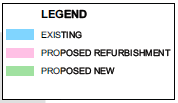 LEGEND
EXISTING
PROPOSED REFURBISHMENT
PROPOSED NEW